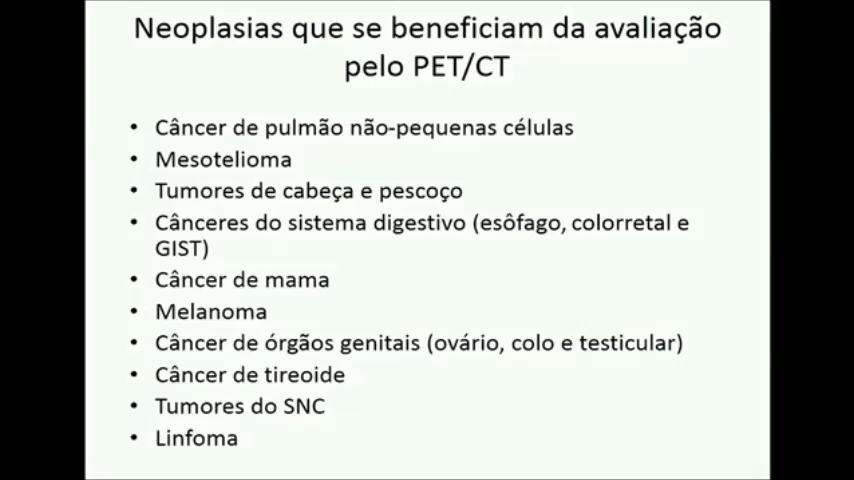 Neoplasias que se beneficiam da avaliação
pelo PET/CT
• Câncer de pulmão não-pequenas células
• Mesotelioma
• Tumores de cabeça e pescoço
• Cânceres do sistema digestivo (esôfago, colorretal e
GIST)
• Câncer de mama
• Melanoma
• Câncer de órgãos genitais (ovário, colo e testicular)
• Câncer de tireoide
• Tumores do SNC
• Linfoma